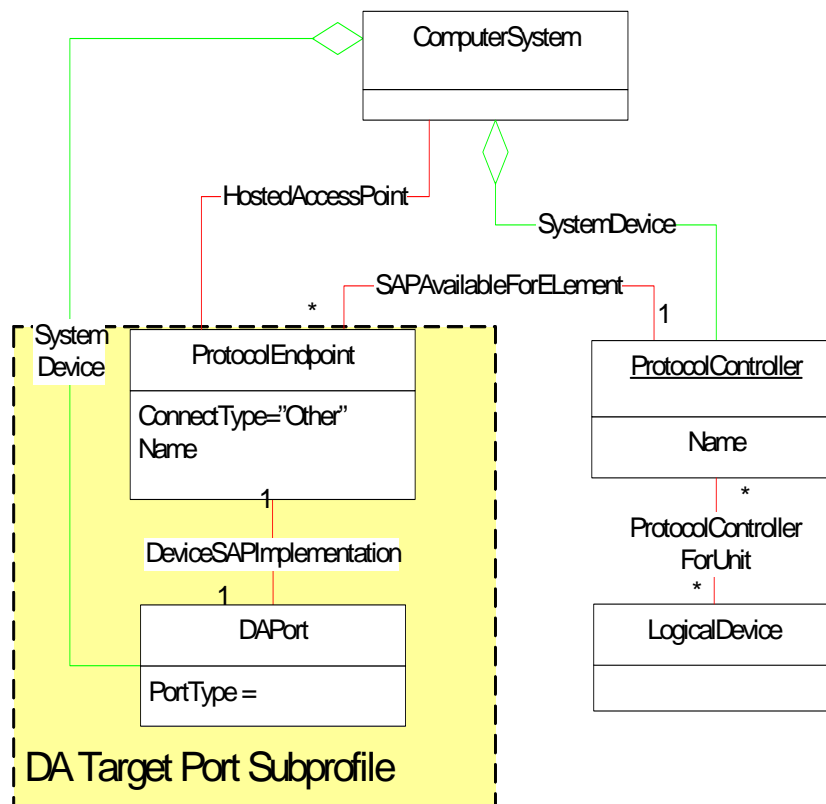 ComputerSystem
HostedAccessPoint
SystemDevice
SAPAvailableForELement
*
1
System
Device
ProtocolEndpoint
ConnectType="Other”
Name
1
ProtocolController
Name
*
DeviceSAPImplementation
ProtocolController
ForUnit
1
*
DAPort
PortType =
LogicalDevice
DA Target Port Subprofile